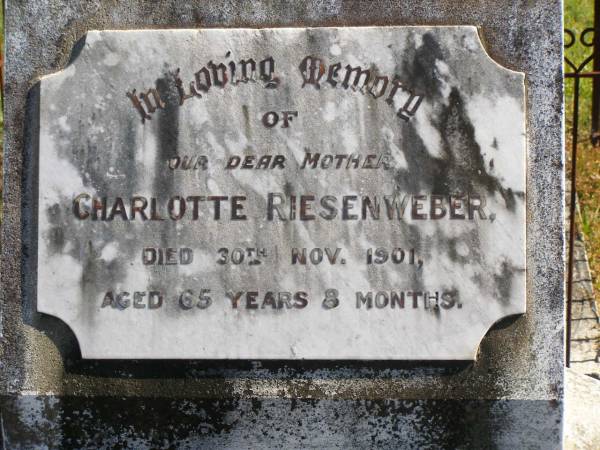 In Loving Memory
OF
OUR DEAR MOTHER
CHARLOTTE RIESENWEBER,
DIED 30TH NOV. 1901,
AGED 65 YEARS 8 MONTHS.